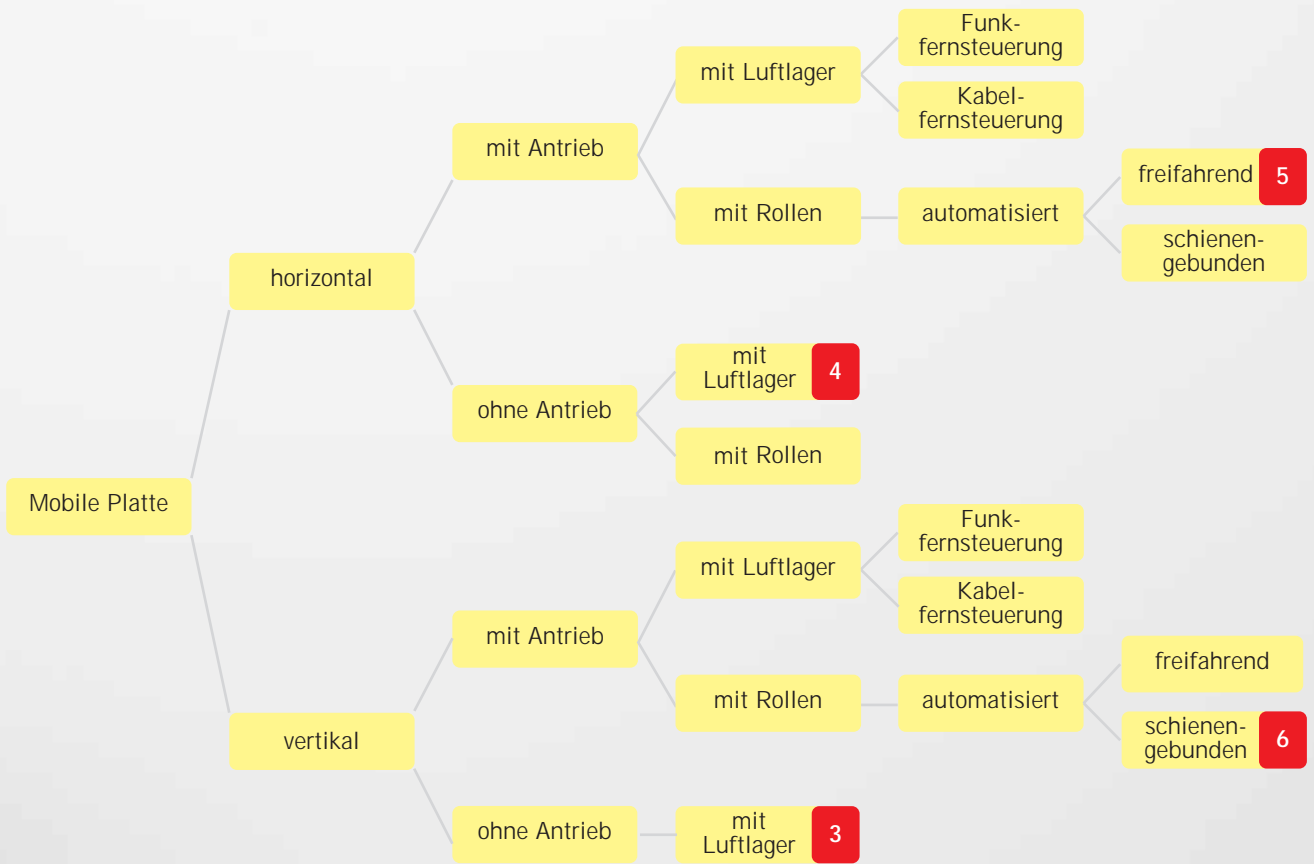 Funk-
fernsteuerung
mit Luftlager
Kabel-
fernsteuerung
mit Antrieb
freifahrend 5
mit Rollen
automatisiert
schienen-
gebunden
horizontal
mit
Luftlager 4
ohne Antrieb
mit Rollen
Mobile Platte
Funk-
fernsteuerung
mit Luftlager
Kabel-
fernsteuerung
mit Antrieb
freifahrend
mit Rollen
automatisiert
schienen-
gebunden 6
vertikal
ohne Antrieb
mit
Luftlager 3